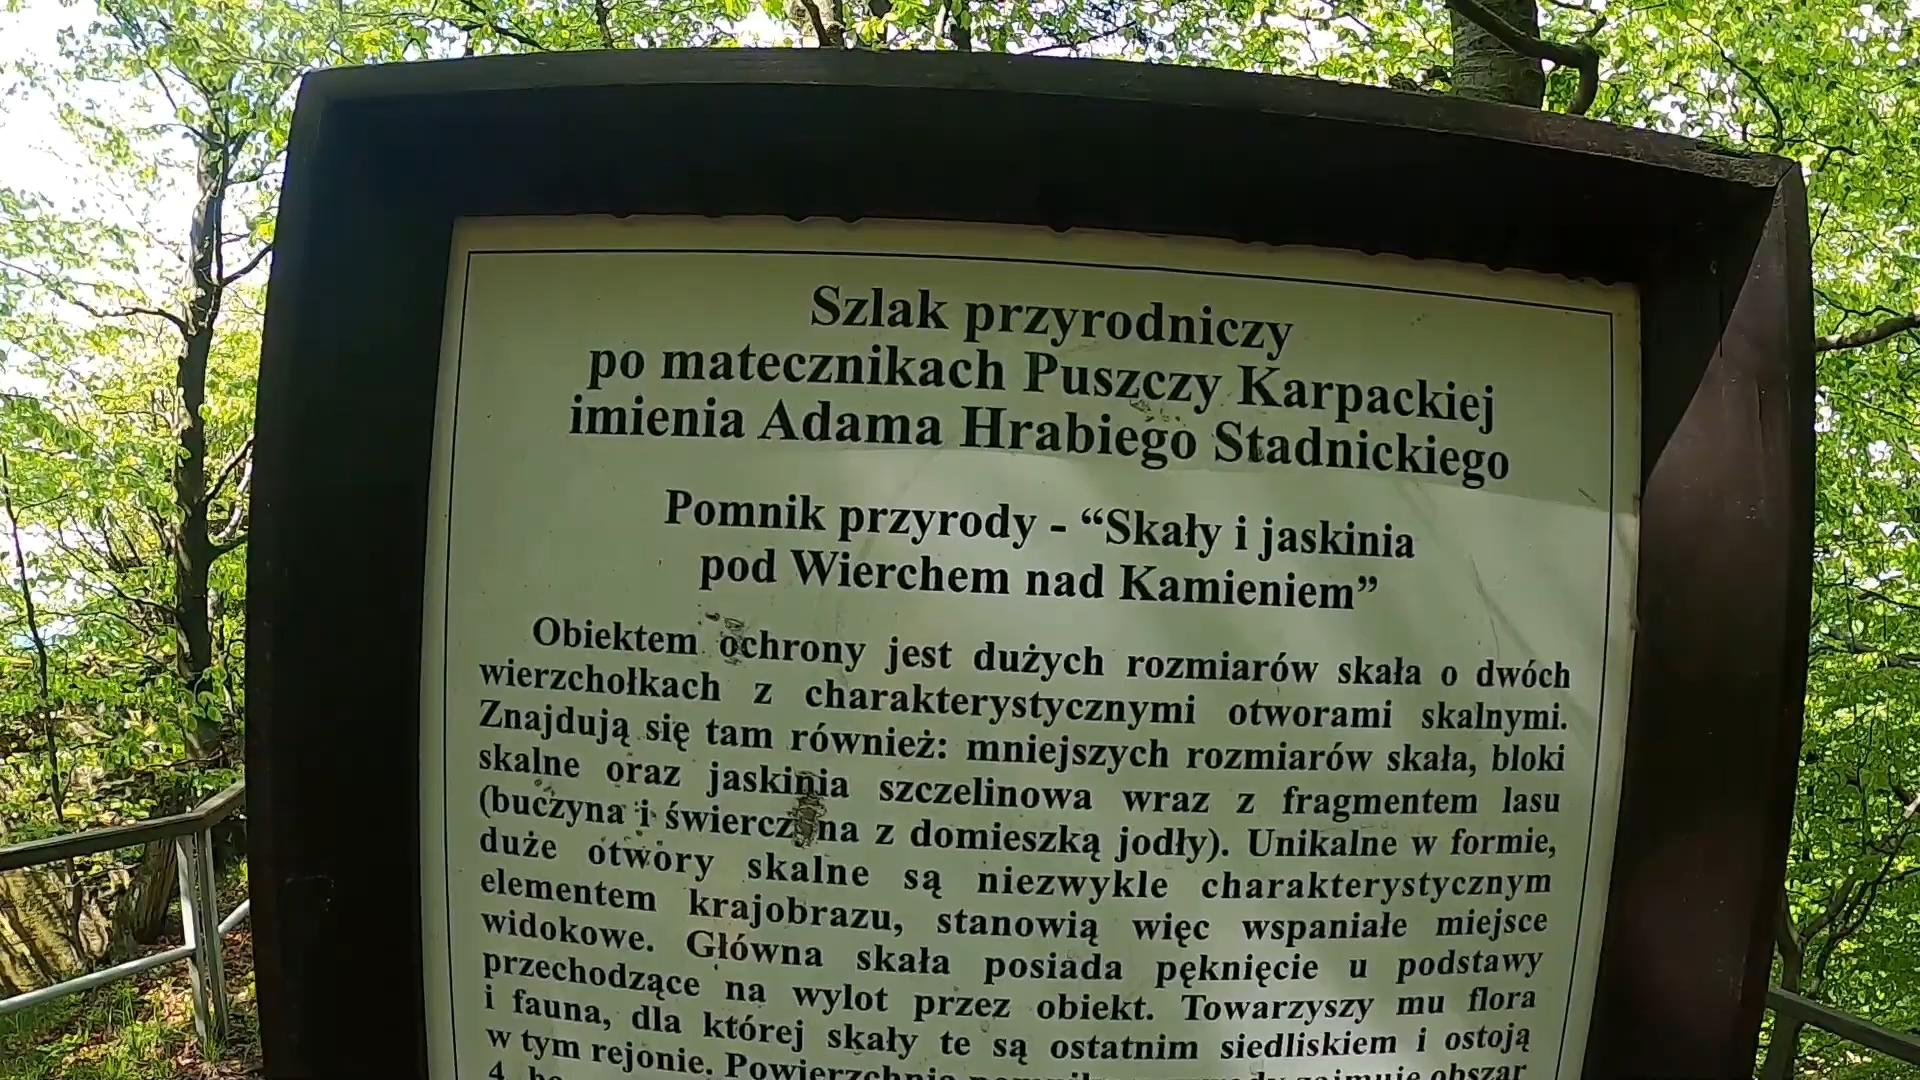 Szlak przyrodniczy
po matecznikach Puszczy Karpackiej
imienia Adama Hrabiego Stadnickiego
Pomnik przyrody - “Skały i jaskinia
pod Wierchem nad Kamieniem”
Obiektem ochrony jest dużych rozmiarów skała o dwóch
wierzchołkach z charakterystycznymi otworami skalnymi.
Znajdują się tam również: mniejszych rozmiarów skała, bloki
skalne oraz jaskinia szczelinowa wraz z fragmentem lasu
(buczyna i świerczyna z domieszką jodły). Unikalne w formie,
duże otwory skalne są niezwykle charakterystycznym
elementem krajobrazu, stanowią więc wspaniałe miejsce
widokowe. Główna skała posiada pęknięcie u podstawy
przechodzące na wylot przez obiekt. Towarzyszy mu flora
i fauna, dla której skały te są ostatnim siedliskiem i ostoją
w tym rejonie. Powierzchnia zajmuje obszar
4